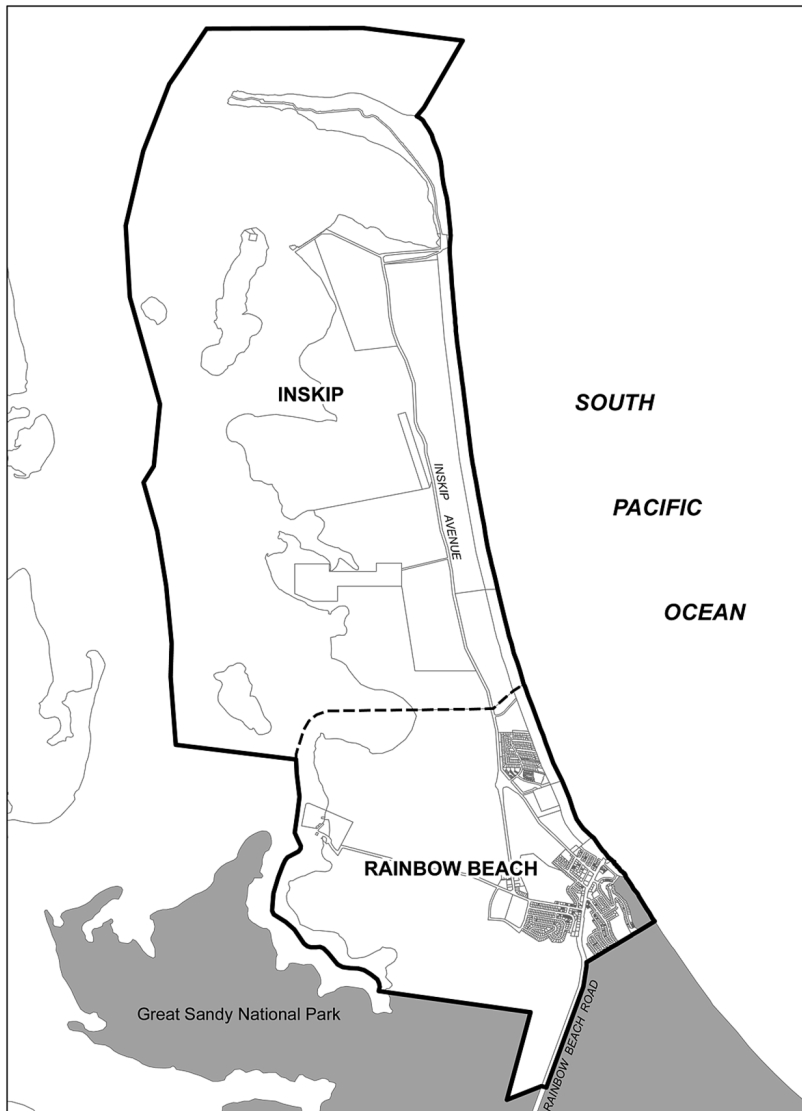 INSKIP
SOUTH
PACIFIC
OCEAN
INSKIP AVENUE
RAINBOW BEACH
Great Sandy National Park
RAINBOW BEACH ROAD